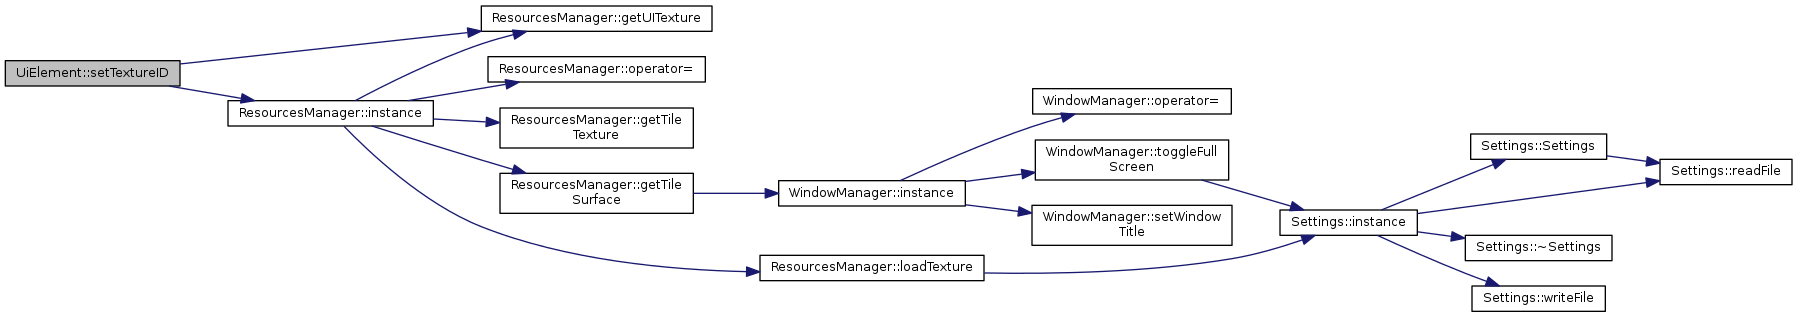 UiElement::setTextureID
ResourcesManager::getUITexture
ResourcesManager::instance
ResourcesManager::operator=
ResourcesManager::getTile
Texture
ResourcesManager::getTile
Surface
ResourcesManager::loadTexture
WindowManager::instance
WindowManager::operator=
WindowManager::toggleFull
Screen
WindowManager::setWindow
Title
Settings::instance
Settings::Settings
Settings::readFile
Settings::~Settings
Settings::writeFile